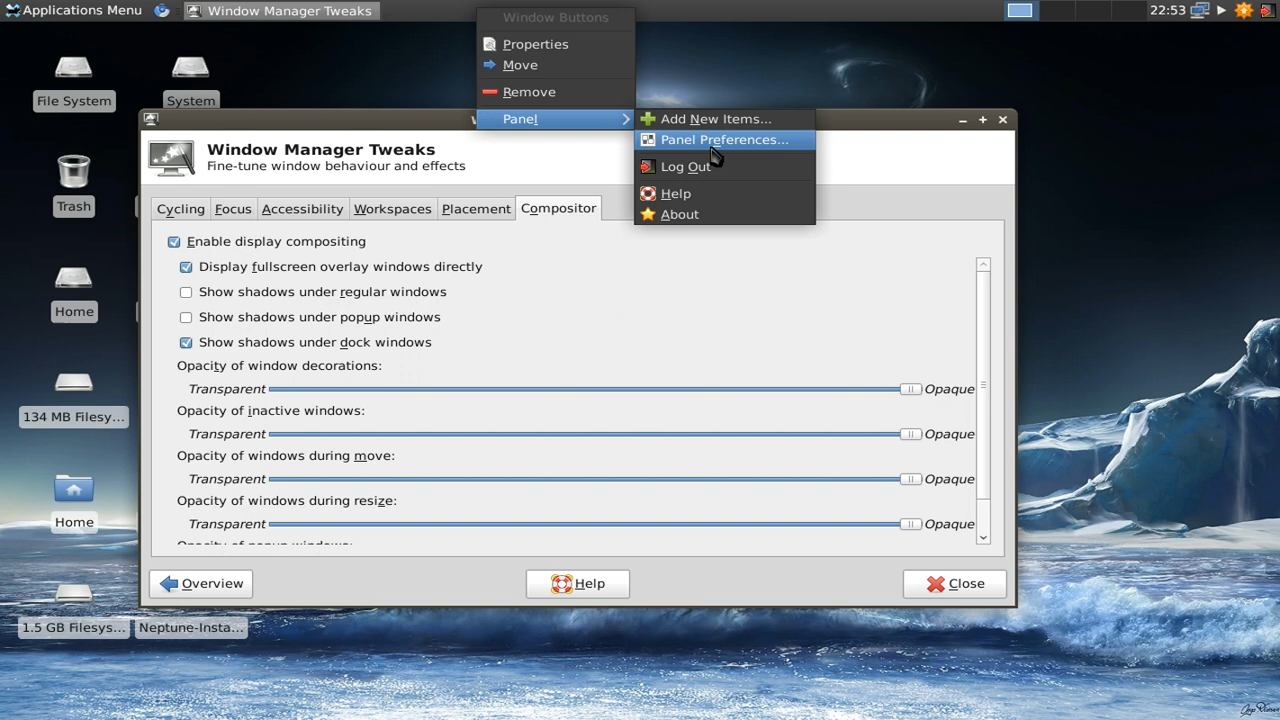 Applications Menu
Window Manager Tweaks
22:53
Window Buttons
Properties
Move
Remove
Panel
Add New Items...
Panel Preferences...
Log Out
Help
About
File System
System
Trash
Home
134 MB Filesy...
Home
1.5 GB Filesys...
Neptune-Insta...
Window Manager Tweaks
Fine-tune window behaviour and effects
Cycling Focus Accessibility Workspaces Placement Compositor
Enable display compositing
Display fullscreen overlay windows directly
Show shadows under regular windows
Show shadows under popup windows
Show shadows under dock windows
Opacity of window decorations:
Transparent Opaque
Opacity of inactive windows:
Transparent Opaque
Opacity of windows during move:
Transparent Opaque
Opacity of windows during resize:
Transparent Opaque
Opacity of popup windows:
Overview Help Close